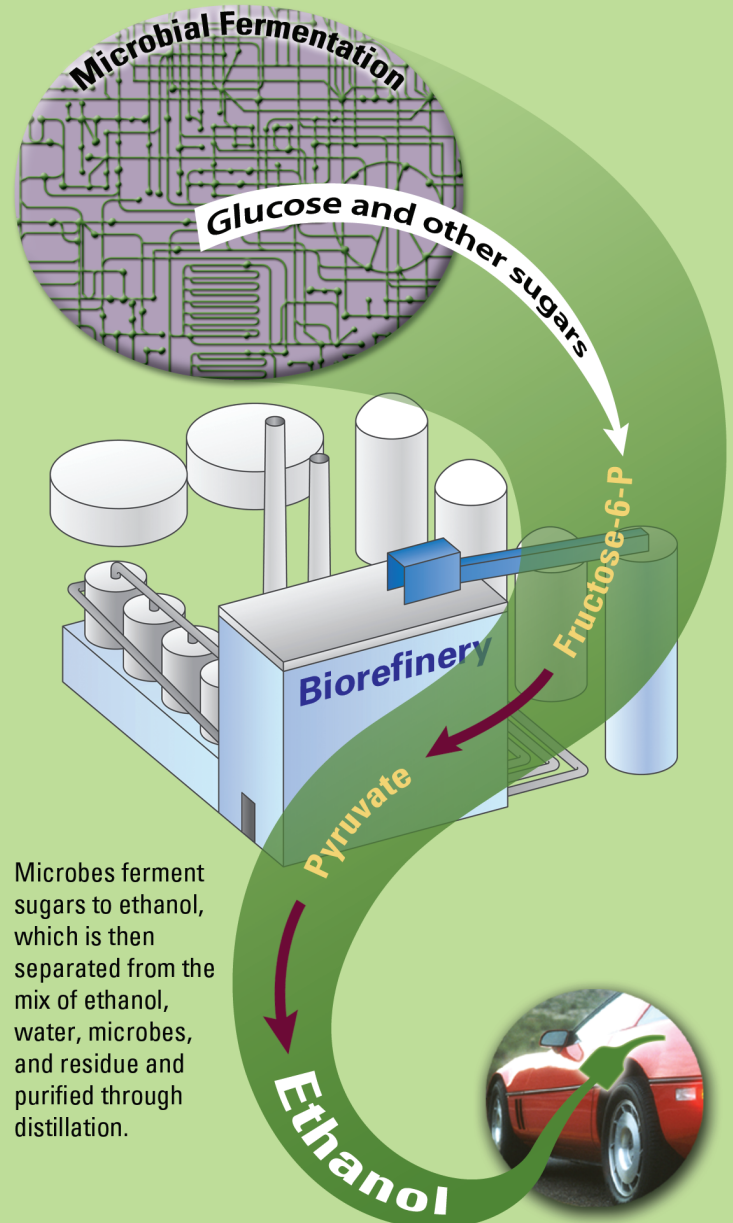 Microbial Fermentation
Glucose and other sugars
Fructose-6-P
Biorefinery
Pyruvate
Microbes ferment
sugars to ethanol,
which is then
separated from the
mix of ethanol,
water, microbes,
and residue and
purified through
distillation.
Ethanol